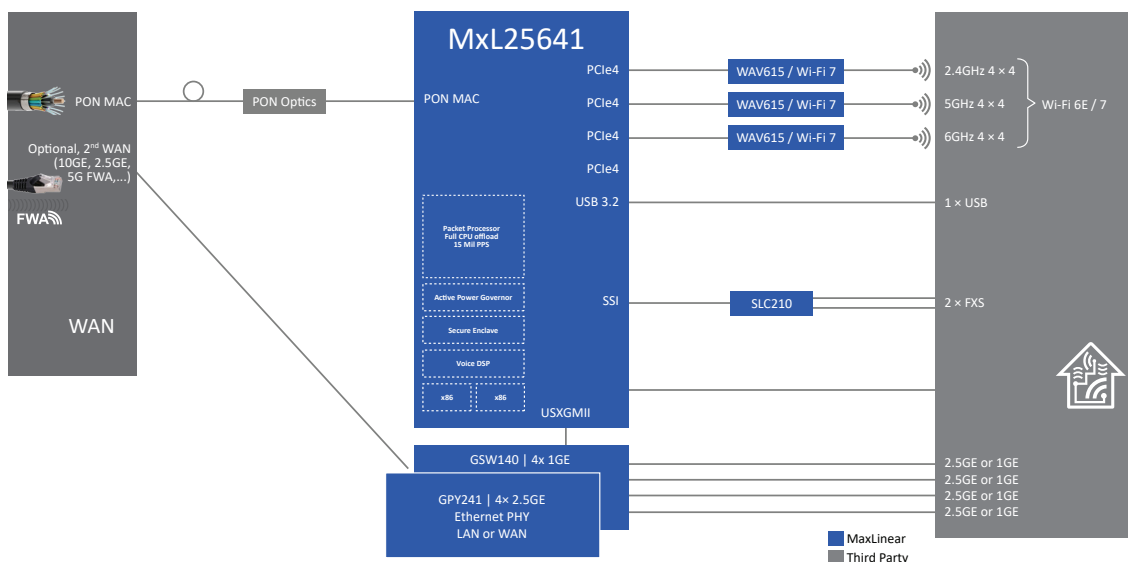 MxL25641
PON MAC
Optional, 2nd WAN
(10GE, 2.5GE,
5G FWA,...)
FWA
WAN
PON Optics
PON MAC
PCIe4
PCIe4
PCIe4
PCIe4
USB 3.2
SSI
USXGMII
Packet Processor
Full CPU offload
15 Mil PPS
Active Power Governor
Secure Enclave
Voice DSP
x86
x86
GSW140 | 4x 1GE
GPY241 | 4× 2.5GE
Ethernet PHY
LAN or WAN
WAV615 / Wi-Fi 7
WAV615 / Wi-Fi 7
WAV615 / Wi-Fi 7
SLC210
2.4GHz 4 × 4
5GHz 4 × 4
6GHz 4 × 4
Wi-Fi 6E / 7
1 × USB
2 × FXS
2.5GE or 1GE
2.5GE or 1GE
2.5GE or 1GE
2.5GE or 1GE
MaxLinear
Third Party